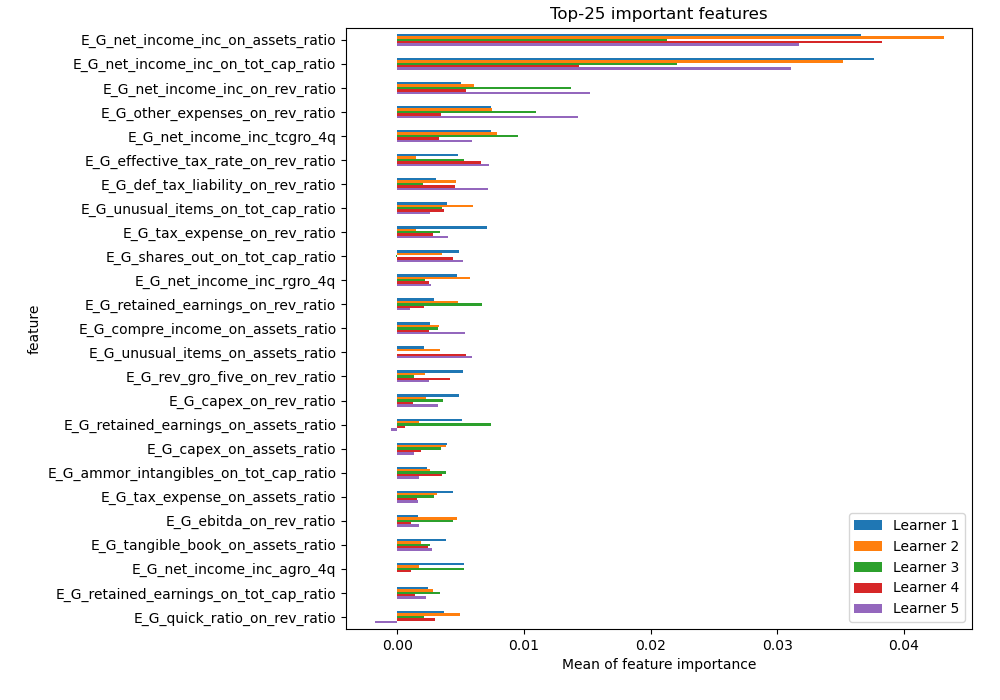 Top-25 important features
E_G_net_income_inc_on_assets_ratio
E_G_net_income_inc_on_tot_cap_ratio
E_G_net_income_inc_on_rev_ratio
E_G_other_expenses_on_rev_ratio
E_G_net_income_inc_tcgro_4q
E_G_effective_tax_rate_on_rev_ratio
E_G_def_tax_liability_on_rev_ratio
E_G_unusual_items_on_tot_cap_ratio
E_G_tax_expense_on_rev_ratio
E_G_shares_out_on_tot_cap_ratio
E_G_net_income_inc_rgro_4q
E_G_retained_earnings_on_rev_ratio
E_G_compre_income_on_assets_ratio
E_G_unusual_items_on_assets_ratio
E_G_rev_gro_five_on_rev_ratio
E_G_capex_on_rev_ratio
E_G_retained_earnings_on_assets_ratio
E_G_capex_on_assets_ratio
E_G_ammor_intangibles_on_tot_cap_ratio
E_G_tax_expense_on_assets_ratio
E_G_ebitda_on_rev_ratio
E_G_tangible_book_on_assets_ratio
E_G_net_income_inc_agro_4q
E_G_retained_earnings_on_tot_cap_ratio
E_G_quick_ratio_on_rev_ratio
feature
Learner 1
Learner 2
Learner 3
Learner 4
Learner 5
0.00 0.01 0.02 0.03 0.04
Mean of feature importance